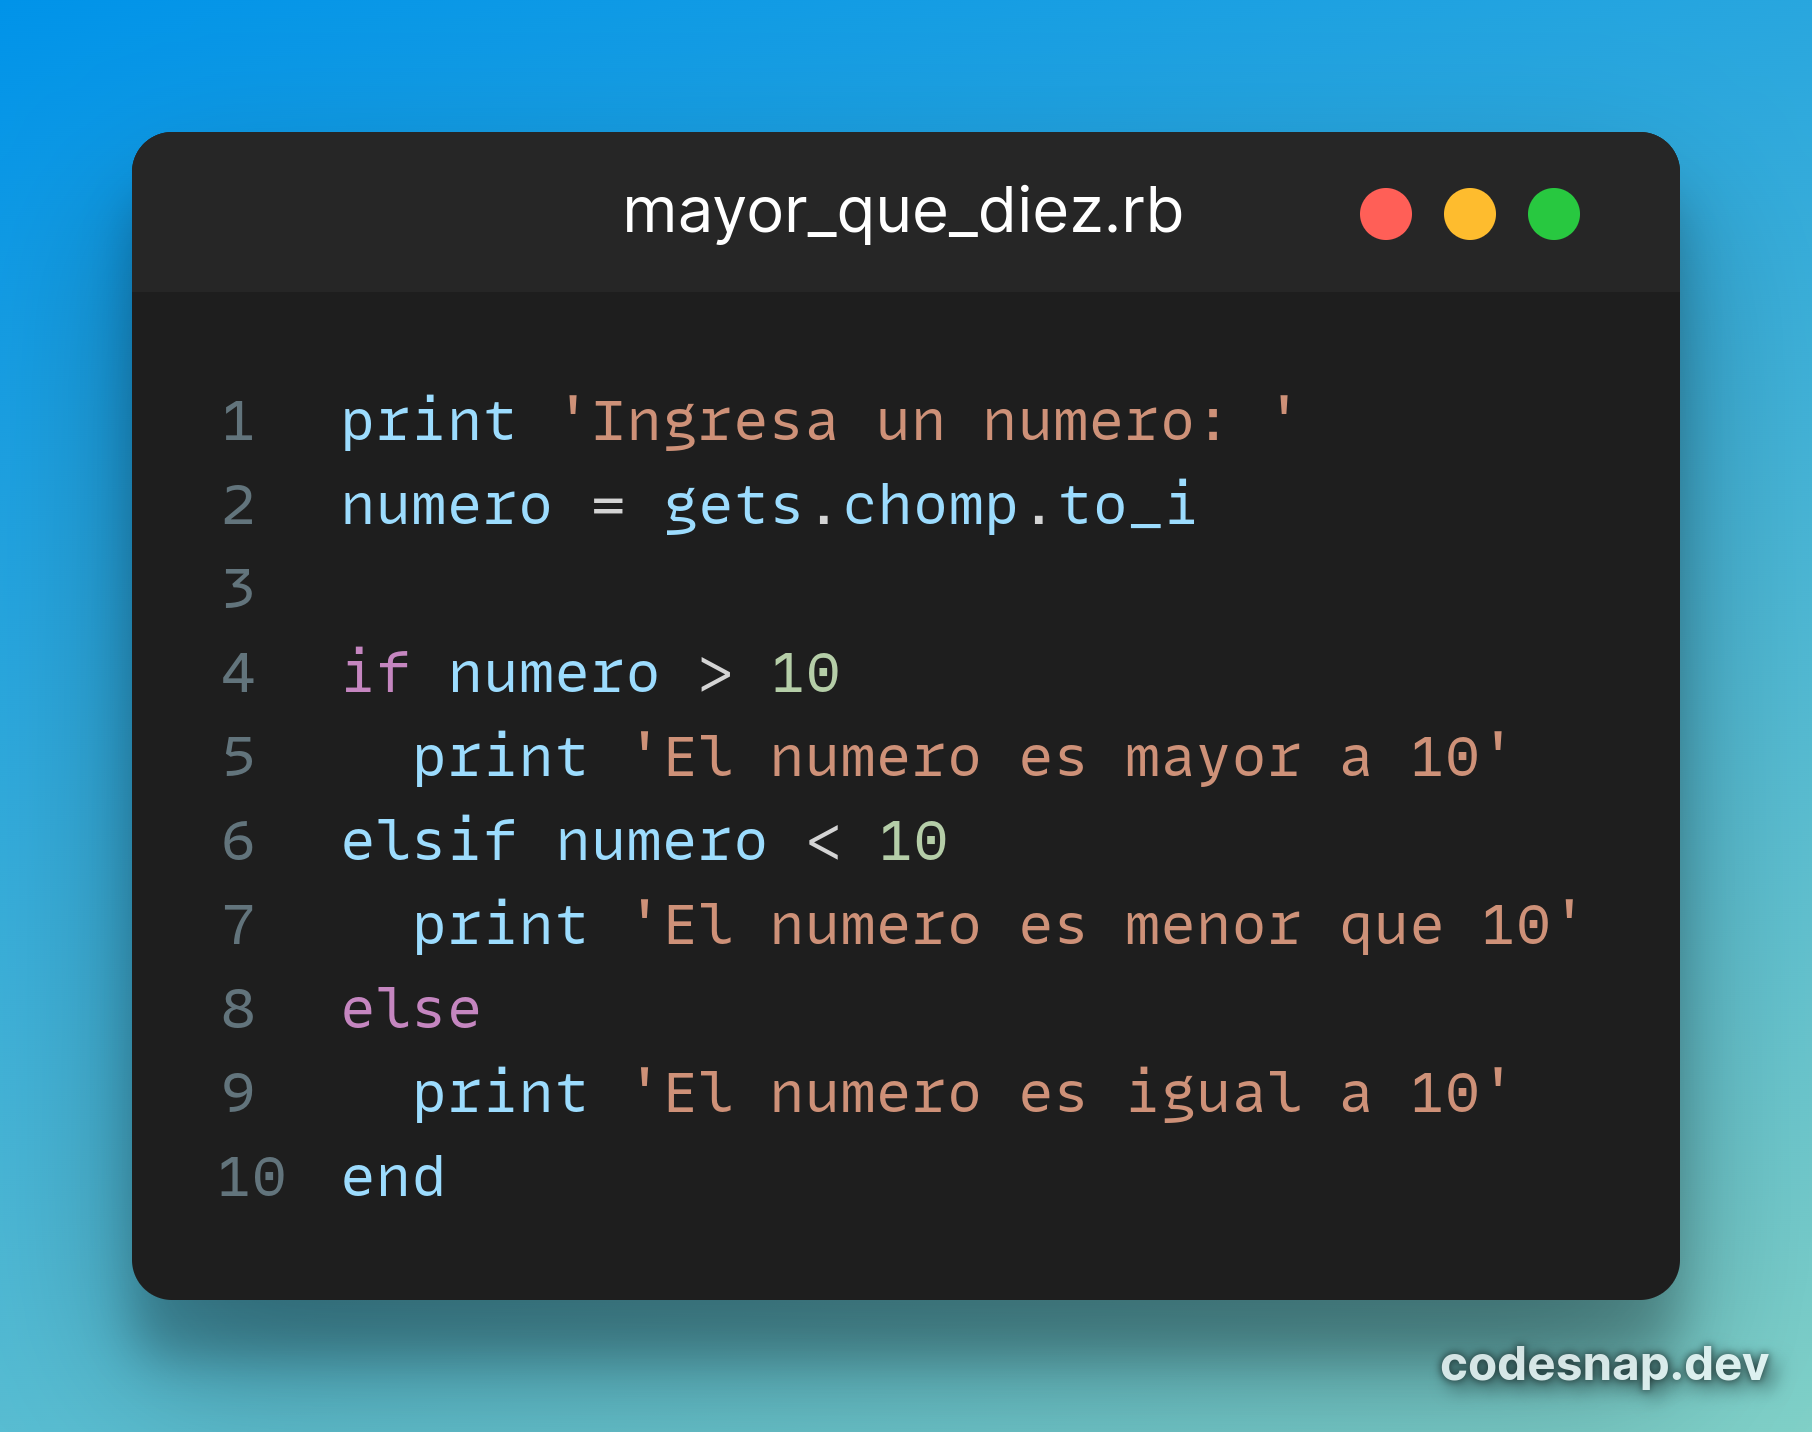 mayor_que_diez.rb
1 print 'Ingresa un numero: '
2 numero = gets.chomp.to_i
3
4 if numero > 10
5   print 'El numero es mayor a 10'
6 elsif numero < 10
7   print 'El numero es menor que 10'
8 else
9   print 'El numero es igual a 10'
10 end
codesnap.dev